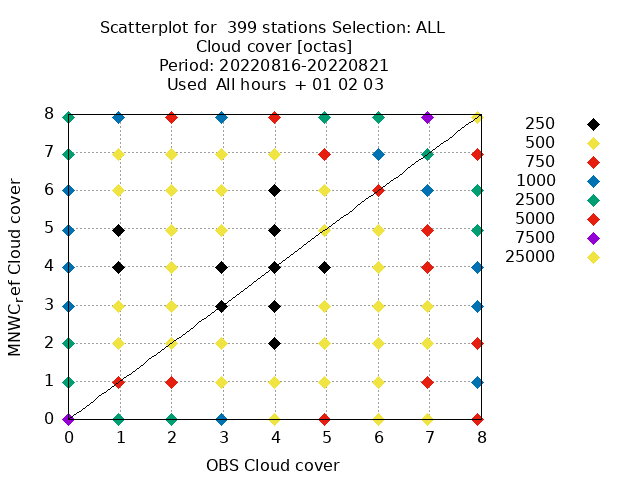 Scatterplot for 399 stations Selection: ALL
Cloud cover [octas]
Period: 20220816-20220821
Used All hours + 01 02 03
8
7
6
5
4
3
2
1
0
0 1 2 3 4 5 6 7 8
MNWCref Cloud cover
OBS Cloud cover
250
500
750
1000
2500
5000
7500
25000